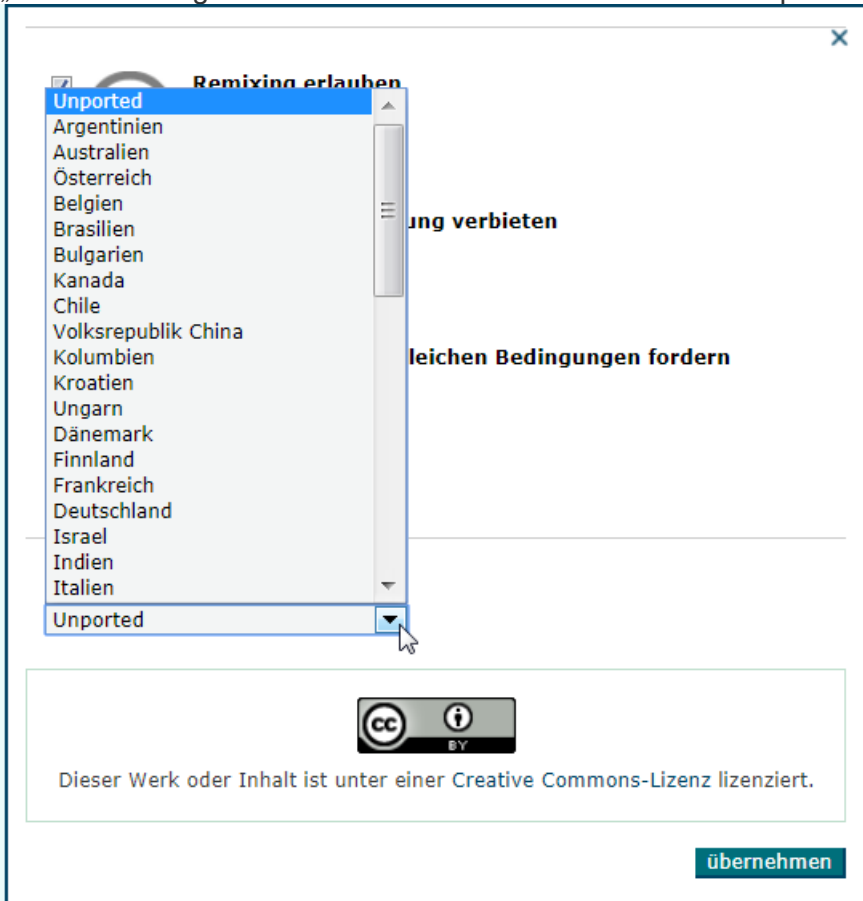 Remixing erlauben
Unported
Argentinien
Australien
Österreich
Belgien
Brasilien
ung verbieten
Bulgarien
Kanada
Chile
Volksrepublik China
Kolumbien
leichen Bedingungen fordern
Kroatien
Ungarn
Dänemark
Finnland
Frankreich
Deutschland
Israel
Indien
Italien
Unported
cc
BY
Dieser Werk oder Inhalt ist unter einer Creative Commons-Lizenz lizenziert.
übernehmen